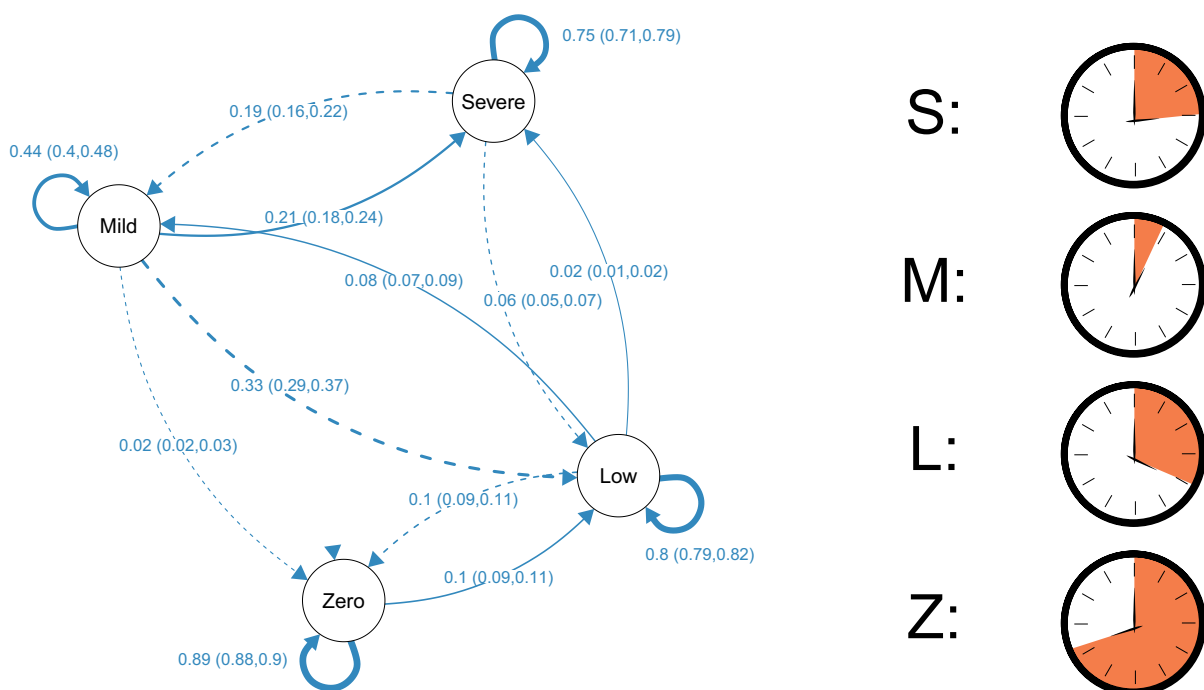 0.75 (0.71,0.79)
Severe
0.19 (0.16,0.22)
S:
0.44 (0.4,0.48)
Mild
0.21 (0.18,0.24)
0.08 (0.07,0.09)
0.02 (0.01,0.02)
0.06 (0.05,0.07)
M:
0.33 (0.29,0.37)
0.02 (0.02,0.03)
L:
Low
0.1 (0.09,0.11)
0.8 (0.79,0.82)
0.1 (0.09,0.11)
Zero
Z:
0.89 (0.88,0.9)